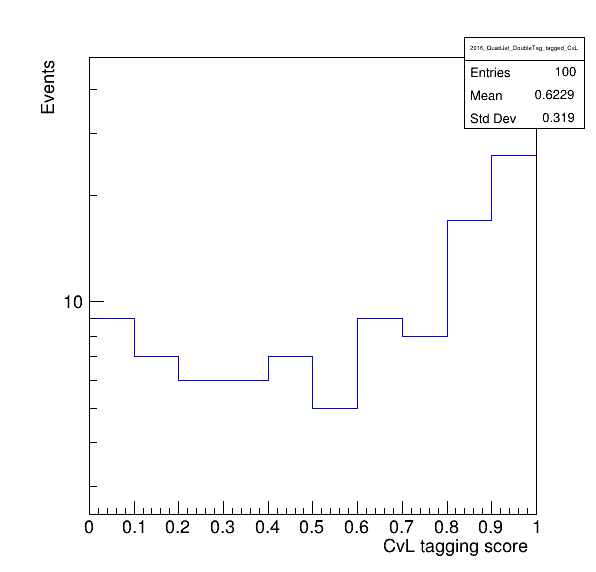 2016_QuadJet_DoubleTag_tagged_CvL
Entries 100
Mean 0.6229
Std Dev 0.319
Events
10
0 0.1 0.2 0.3 0.4 0.5 0.6 0.7 0.8 0.9 1
CvL tagging score